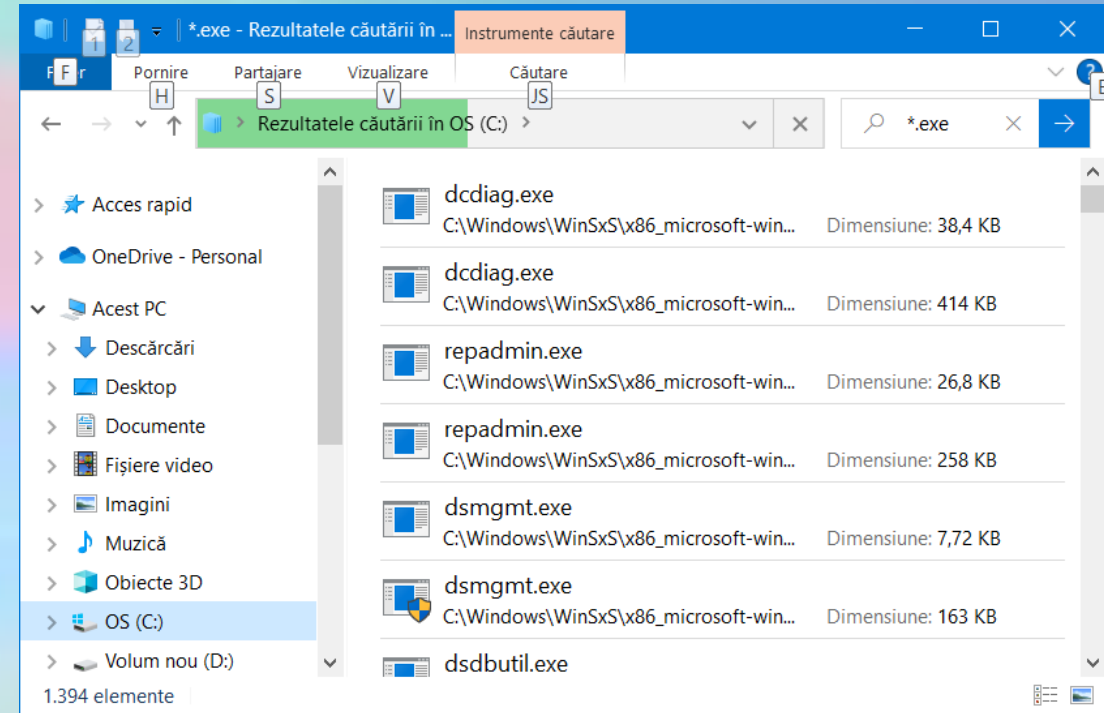 1 2 *.exe - Rezultatele căutării în ... Instrumente căutare
F r Pornire Partajare Vizualizare Căutare ?
H S V JS E
Rezultatele căutării în OS (C:) *.exe
Acces rapid
OneDrive - Personal
Acest PC
Descărcări
Desktop
Documente
Fișiere video
Imagini
Muzică
Obiecte 3D
OS (C:)
Volum nou (D:)
dcdiag.exe
C:\Windows\WinSxS\x86_microsoft-win... Dimensiune: 38,4 KB
dcdiag.exe
C:\Windows\WinSxS\x86_microsoft-win... Dimensiune: 414 KB
repadmin.exe
C:\Windows\WinSxS\x86_microsoft-win... Dimensiune: 26,8 KB
repadmin.exe
C:\Windows\WinSxS\x86_microsoft-win... Dimensiune: 258 KB
dsmgmt.exe
C:\Windows\WinSxS\x86_microsoft-win... Dimensiune: 7,72 KB
dsmgmt.exe
C:\Windows\WinSxS\x86_microsoft-win... Dimensiune: 163 KB
dsdbutil.exe
1.394 elemente